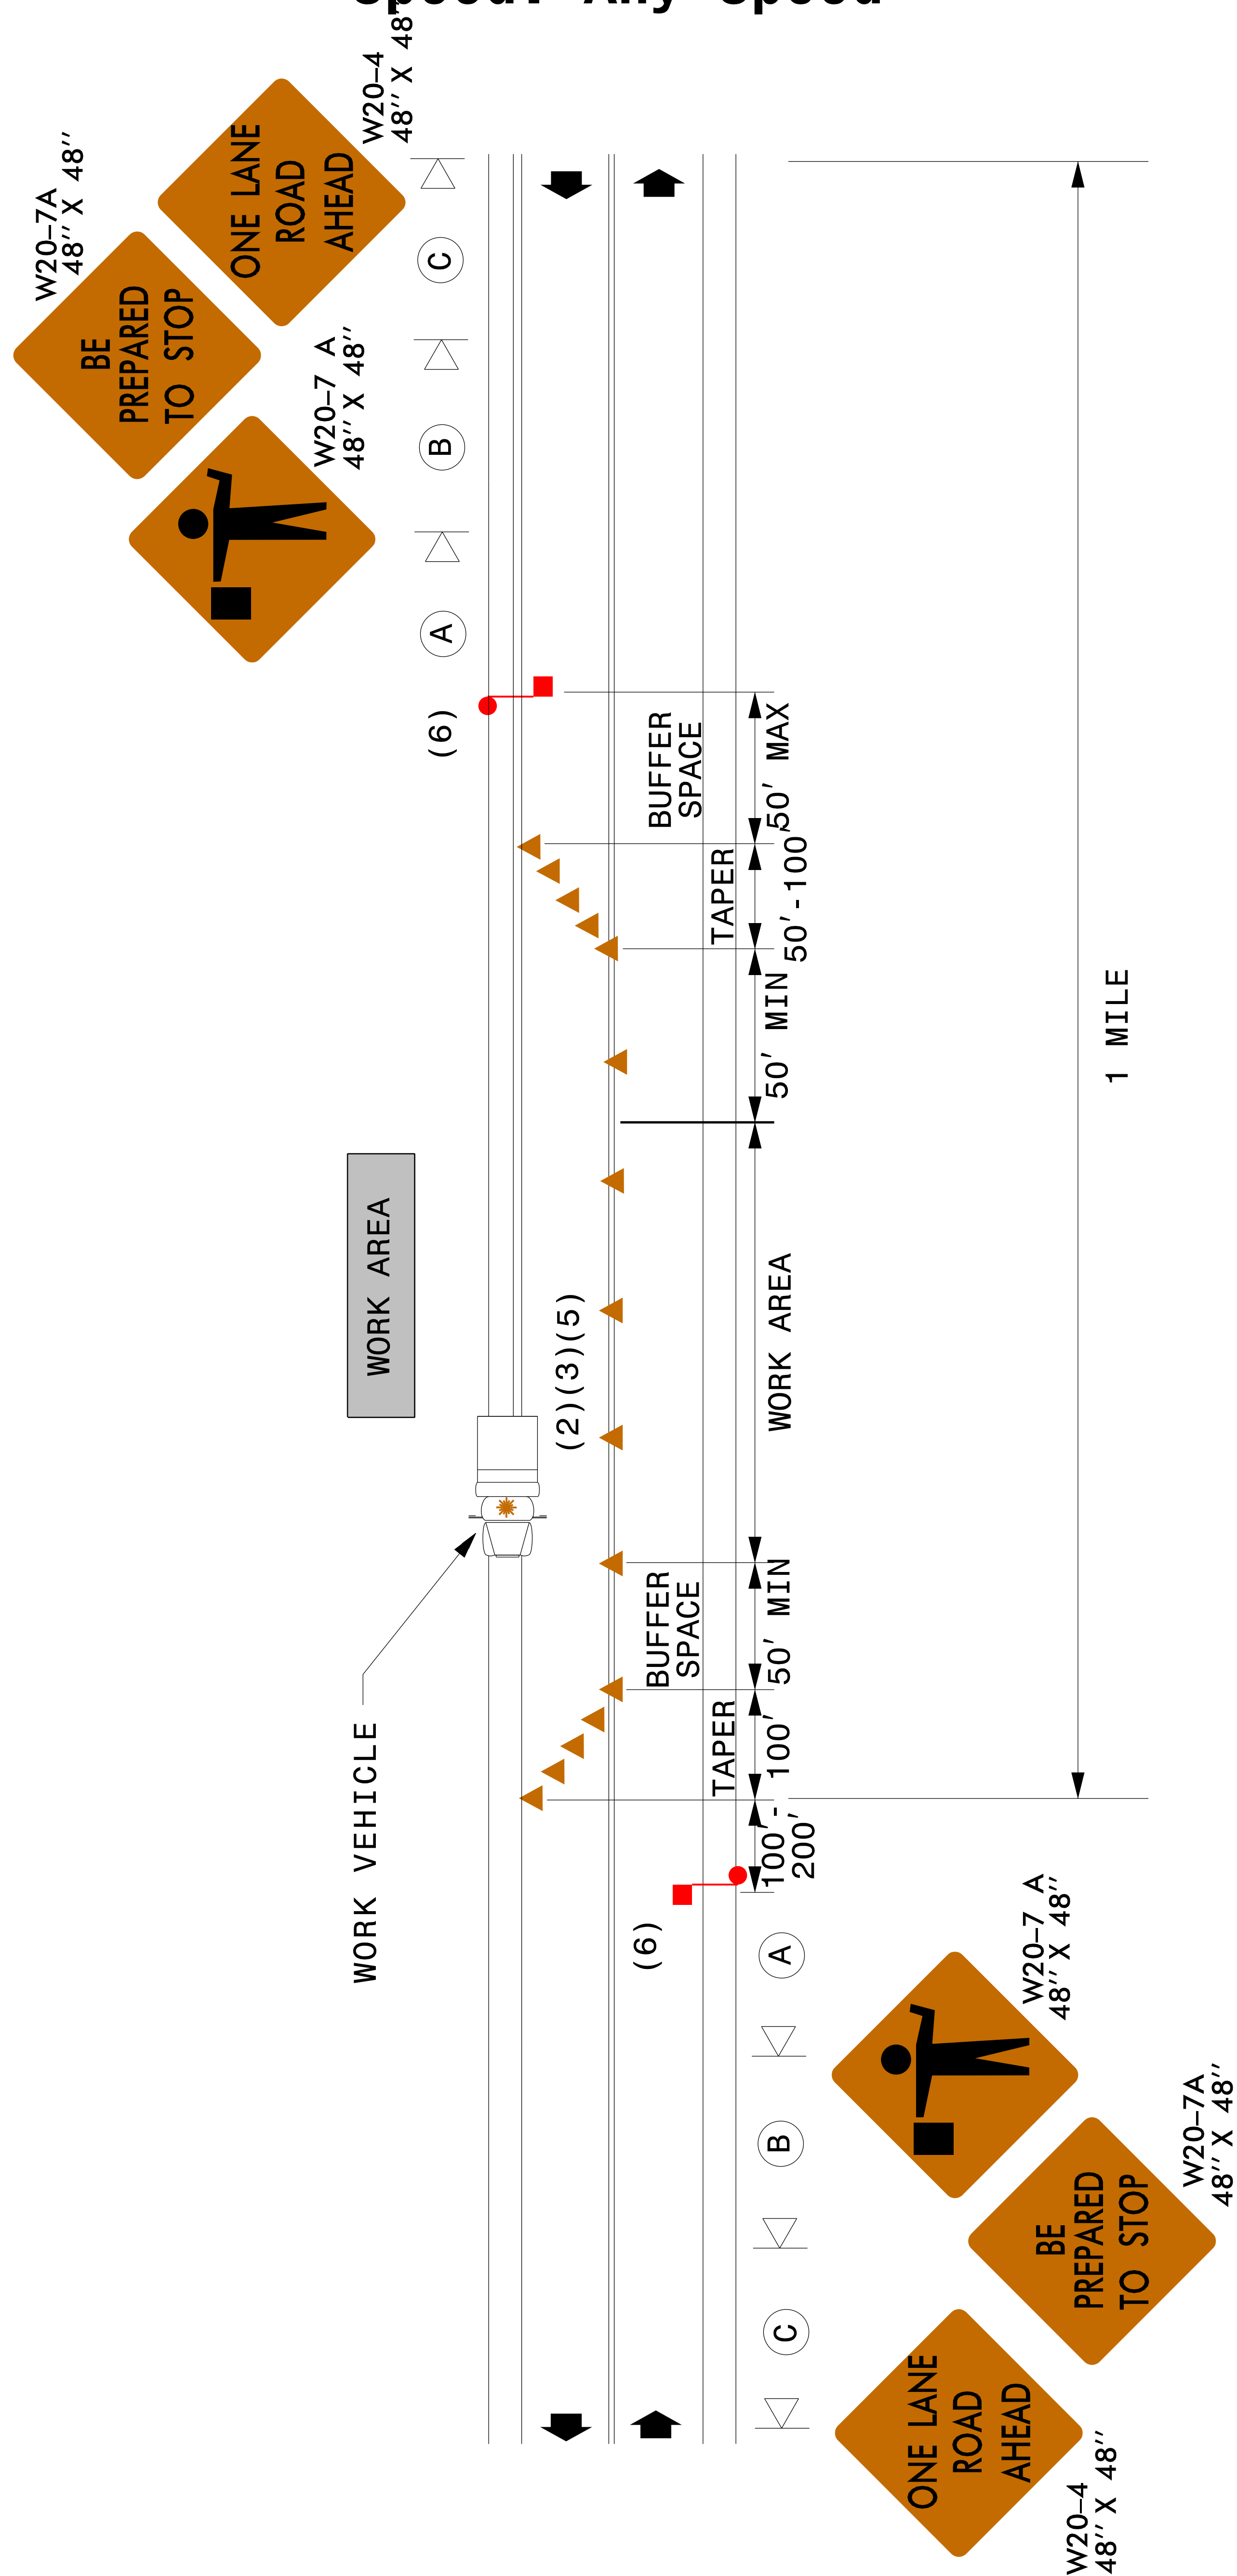 Speed: Any Speed
W20-4
48'' X 48''
ONE LANE
ROAD
AHEAD
W20-7A
48'' X 48''
BE
PREPARED
TO STOP
W20-7 A
48'' X 48''
C
B
A
(6)
BUFFER
SPACE
50' MAX
TAPER
50'-100'
50' MIN
1 MILE
WORK AREA
(2)(3)(5)
WORK AREA
BUFFER
SPACE
50' MIN
TAPER
100'
WORK VEHICLE
100'-
200'
(6)
A
W20-7 A
48'' X 48''
B
W20-7A
48'' X 48''
BE
PREPARED
TO STOP
C
ONE LANE
ROAD
AHEAD
W20-4
48'' X 48''